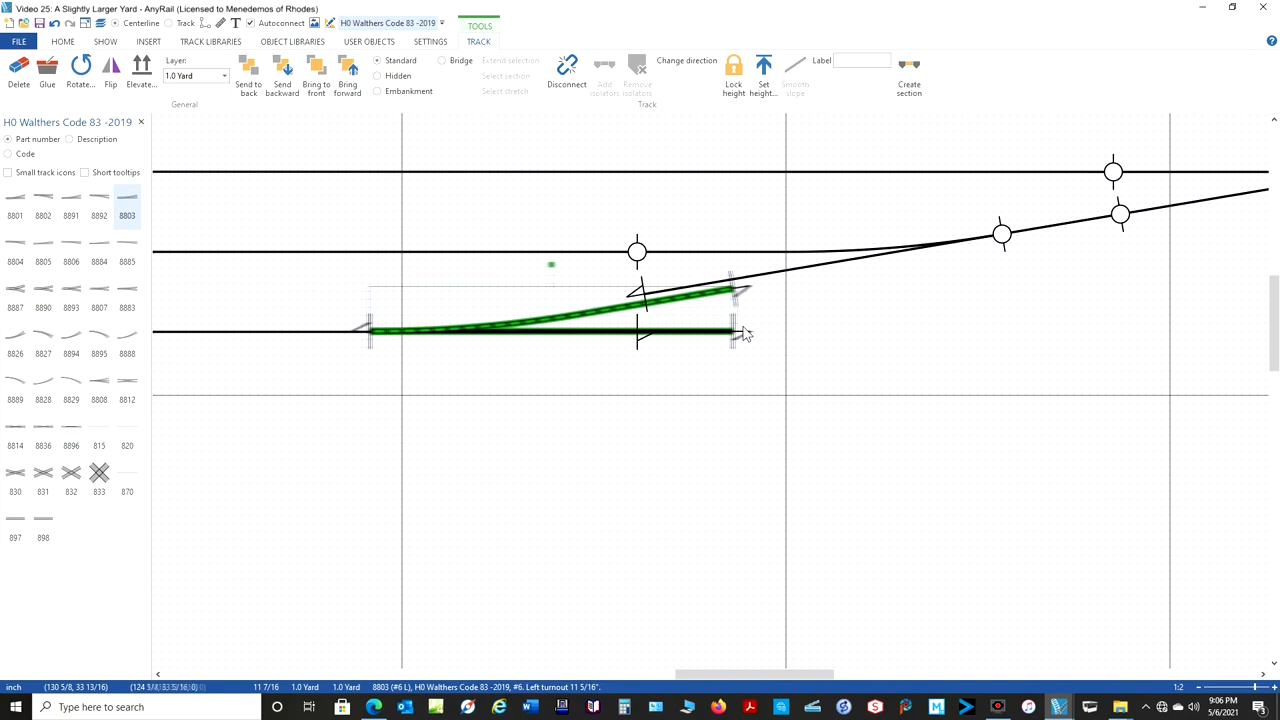 Video 25: A Slightly Larger Yard - AnyRail (Licensed to Menedemos of Rhodes)
Centerline Track Autoconnect H0 Walthers Code 83 -2019
TOOLS
FILE HOME SHOW INSERT TRACK LIBRARIES OBJECT LIBRARIES USER OBJECTS SETTINGS TRACK
Delete Glue Rotate... Flip Elevate...
Layer:
1.0 Yard
General
Send to back
Send backward
Bring to front
Bring forward
Standard Bridge
Hidden
Embankment
Extend selection
Select section
Select stretch
Disconnect
Add isolators
Remove isolators
Change direction
Track
Lock height
Set height...
Smooth slope
Label
Create section
H0 Walthers Code 83 -2019
Part number Description
Code
Small track icons Short tooltips
8801 8802 8891 8892 8803
8804 8805 8806 8884 8885
8887 8890 8893 8807 8883
8826 8827 8894 8895 8888
8889 8828 8829 8808 8812
8814 8836 8896 815 820
830 831 832 833 870
897 898
inch (130 5/8, 33 13/16) 11 7/16 1.0 Yard 1.0 Yard 8803 (#6 L), H0 Walthers Code 83 -2019, #6. Left turnout 11 5/16".
Type here to search
9:06 PM
5/6/2021